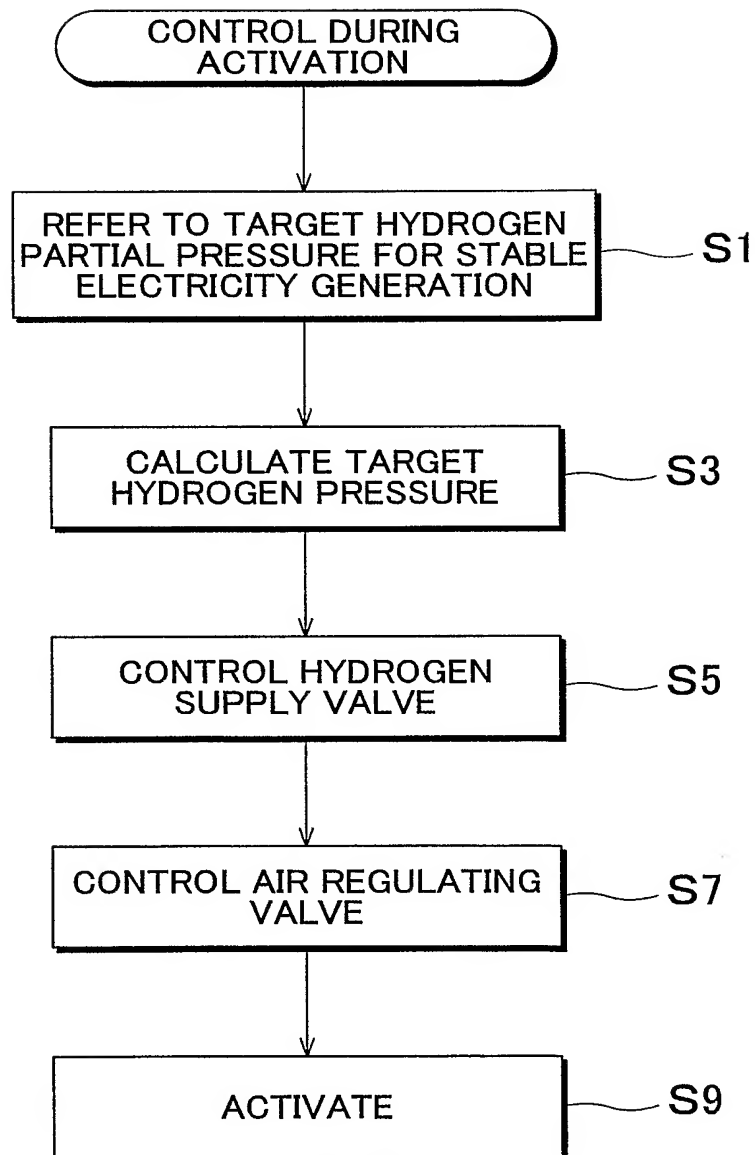 CONTROL DURING
ACTIVATION
REFER TO TARGET HYDROGEN
PARTIAL PRESSURE FOR STABLE
ELECTRICITY GENERATION
S1
CALCULATE TARGET
HYDROGEN PRESSURE
S3
CONTROL HYDROGEN
SUPPLY VALVE
S5
CONTROL AIR REGULATING
VALVE
S7
ACTIVATE
S9